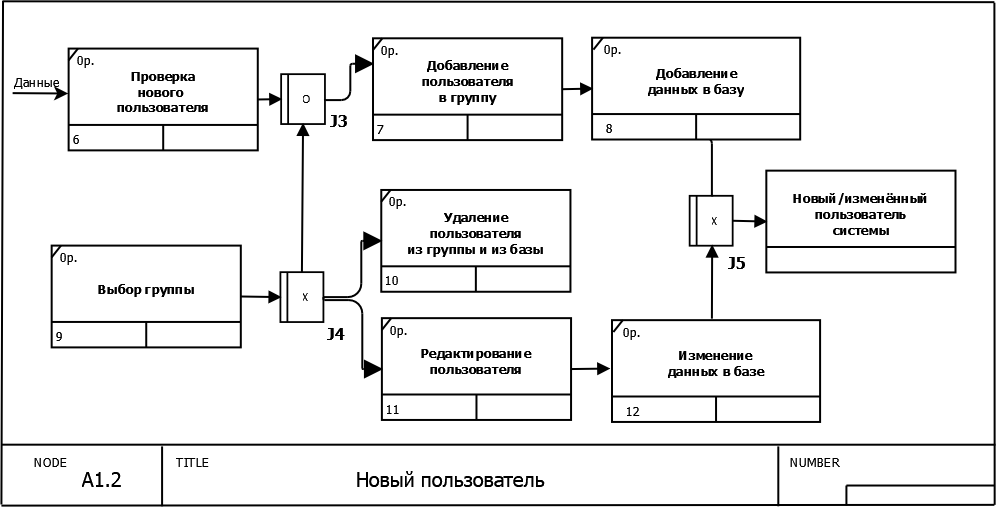 Данные
0р.
Проверка
нового
пользователя
6
O
J3
0р.
Добавление
пользователя
в группу
7
0р.
Добавление
данных в базу
8
0р.
Удаление
пользователя
из группы и из базы
10
X
J5
Новый/изменённый
пользователь
системы
0р.
Выбор группы
9
X
J4
0р.
Редактирование
пользователя
11
0р.
Изменение
данных в базе
12
NODE
A1.2
TITLE
Новый пользователь
NUMBER